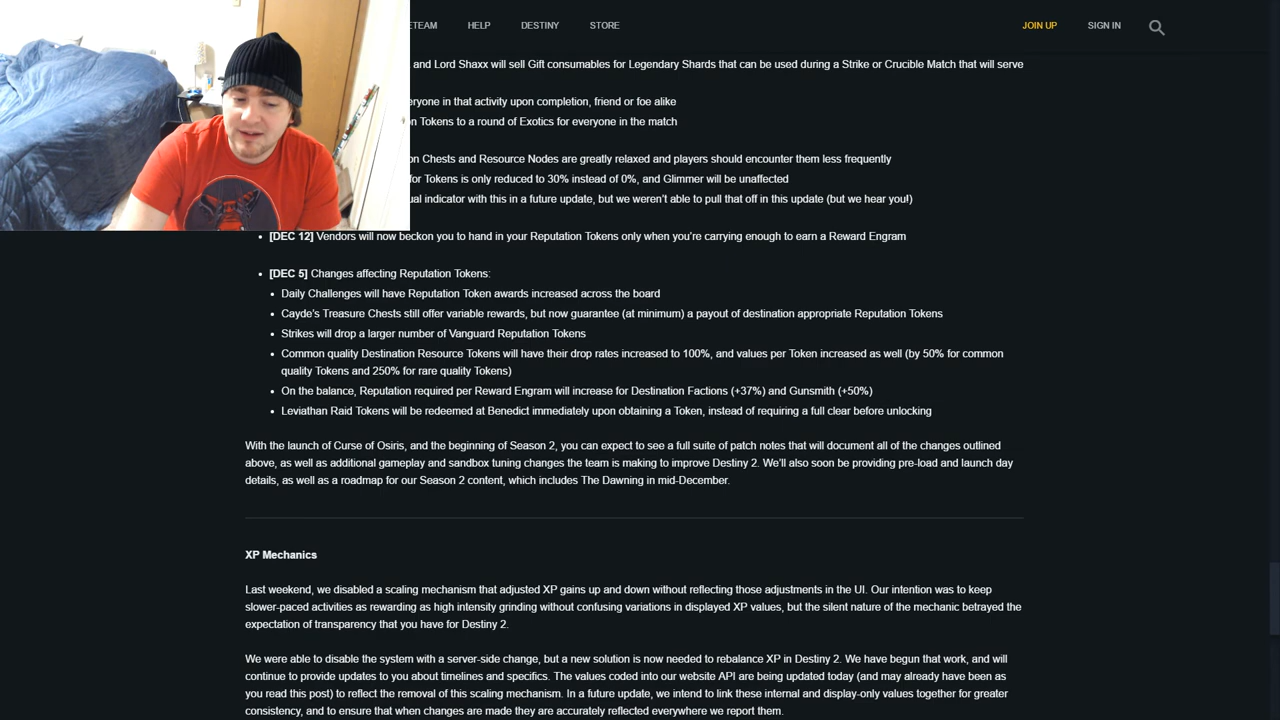 ETEAM HELP DESTINY STORE JOIN UP SIGN IN
and Lord Shaxx will sell Gift consumables for Legendary Shards that can be used during a Strike or Crucible Match that will serve
eryone in that activity upon completion, friend or foe alike
n Tokens to a round of Exotics for everyone in the match
on Chests and Resource Nodes are greatly relaxed and players should encounter them less frequently
for Tokens is only reduced to 30% instead of 0%, and Glimmer will be unaffected
ual indicator with this in a future update, but we weren't able to pull that off in this update (but we hear you!)
• [DEC 12] Vendors will now beckon you to hand in your Reputation Tokens only when you're carrying enough to earn a Reward Engram
• [DEC 5] Changes affecting Reputation Tokens:
• Daily Challenges will have Reputation Token awards increased across the board
• Cayde's Treasure Chests still offer variable rewards, but now guarantee (at minimum) a payout of destination appropriate Reputation Tokens
• Strikes will drop a larger number of Vanguard Reputation Tokens
• Common quality Destination Resource Tokens will have their drop rates increased to 100%, and values per Token increased as well (by 50% for common
quality Tokens and 250% for rare quality Tokens)
• On the balance, Reputation required per Reward Engram will increase for Destination Factions (+37%) and Gunsmith (+50%)
• Leviathan Raid Tokens will be redeemed at Benedict immediately upon obtaining a Token, instead of requiring a full clear before unlocking
With the launch of Curse of Osiris, and the beginning of Season 2, you can expect to see a full suite of patch notes that will document all of the changes outlined
above, as well as additional gameplay and sandbox tuning changes the team is making to improve Destiny 2. We'll also soon be providing pre-load and launch day
details, as well as a roadmap for our Season 2 content, which includes The Dawning in mid-December.
XP Mechanics
Last weekend, we disabled a scaling mechanism that adjusted XP gains up and down without reflecting those adjustments in the UI. Our intention was to keep
slower-paced activities as rewarding as high intensity grinding without confusing variations in displayed XP values, but the silent nature of the mechanic betrayed the
expectation of transparency that you have for Destiny 2.
We were able to disable the system with a server-side change, but a new solution is now needed to rebalance XP in Destiny 2. We have begun that work, and will
continue to provide updates to you about timelines and specifics. The values coded into our website API are being updated today (and may already have been as
you read this post) to reflect the removal of this scaling mechanism. In a future update, we intend to link these internal and display-only values together for greater
consistency, and to ensure that when changes are made they are accurately reflected everywhere we report them.